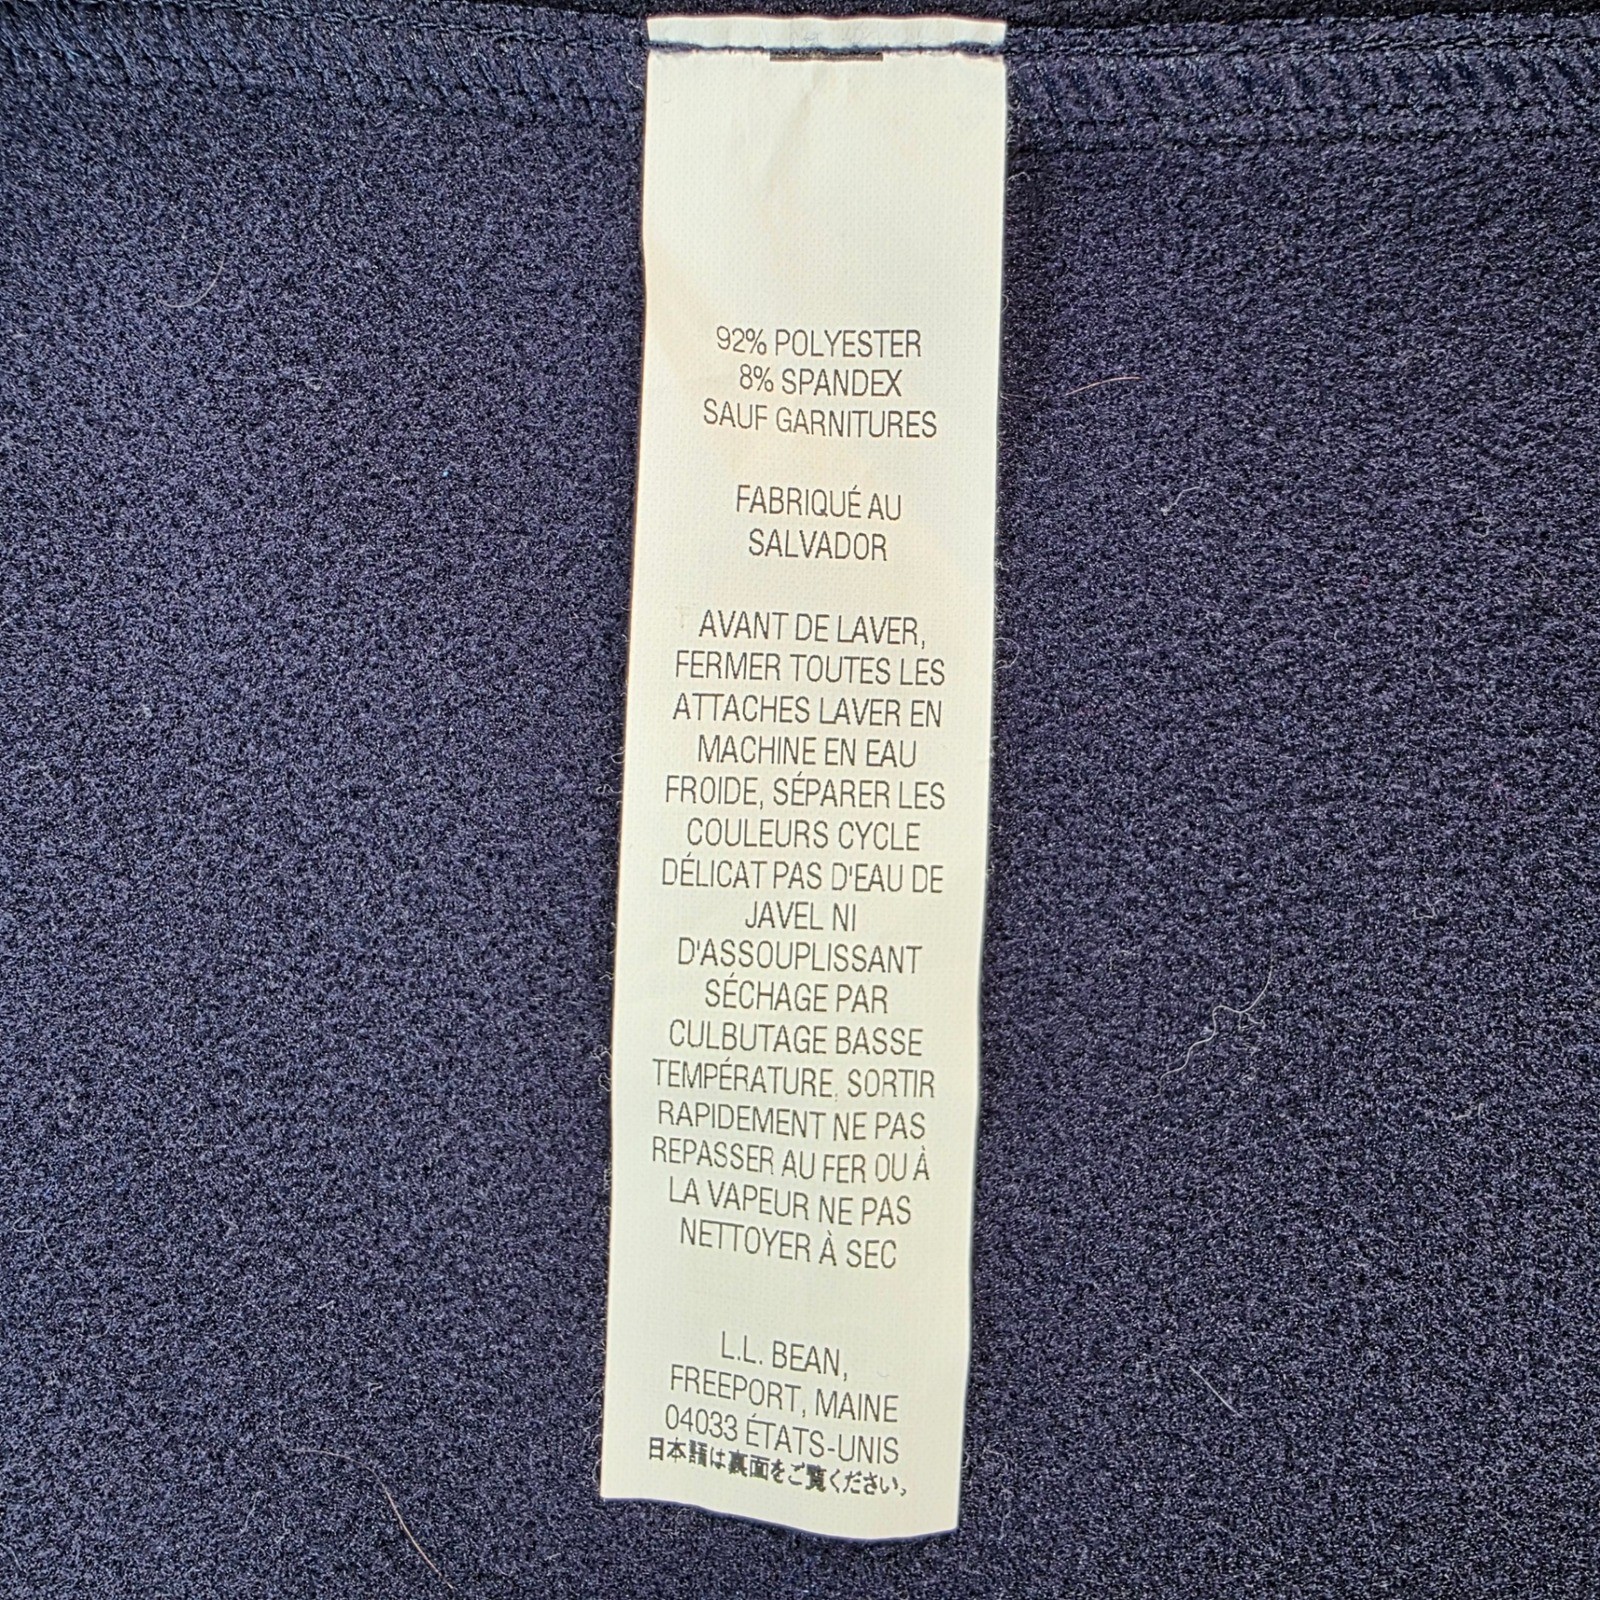 92% POLYESTER
8% SPANDEX
SAUF GARNITURES
FABRIQUÉ AU
SALVADOR
AVANT DE LAVER,
FERMER TOUTES LES
ATTACHES LAVER EN
MACHINE EN EAU
FROIDE, SÉPARER LES
COULEURS CYCLE
DÉLICAT PAS D'EAU DE
JAVEL NI
D'ASSOUPLISSANT
SÉCHAGE PAR
CULBUTAGE BASSE
TEMPÉRATURE, SORTIR
RAPIDEMENT NE PAS
REPASSER AU FER OU À
LA VAPEUR NE PAS
NETTOYER À SEC
L.L. BEAN,
FREEPORT, MAINE
04033 ÉTATS-UNIS
日本語は裏面をご覧ください。